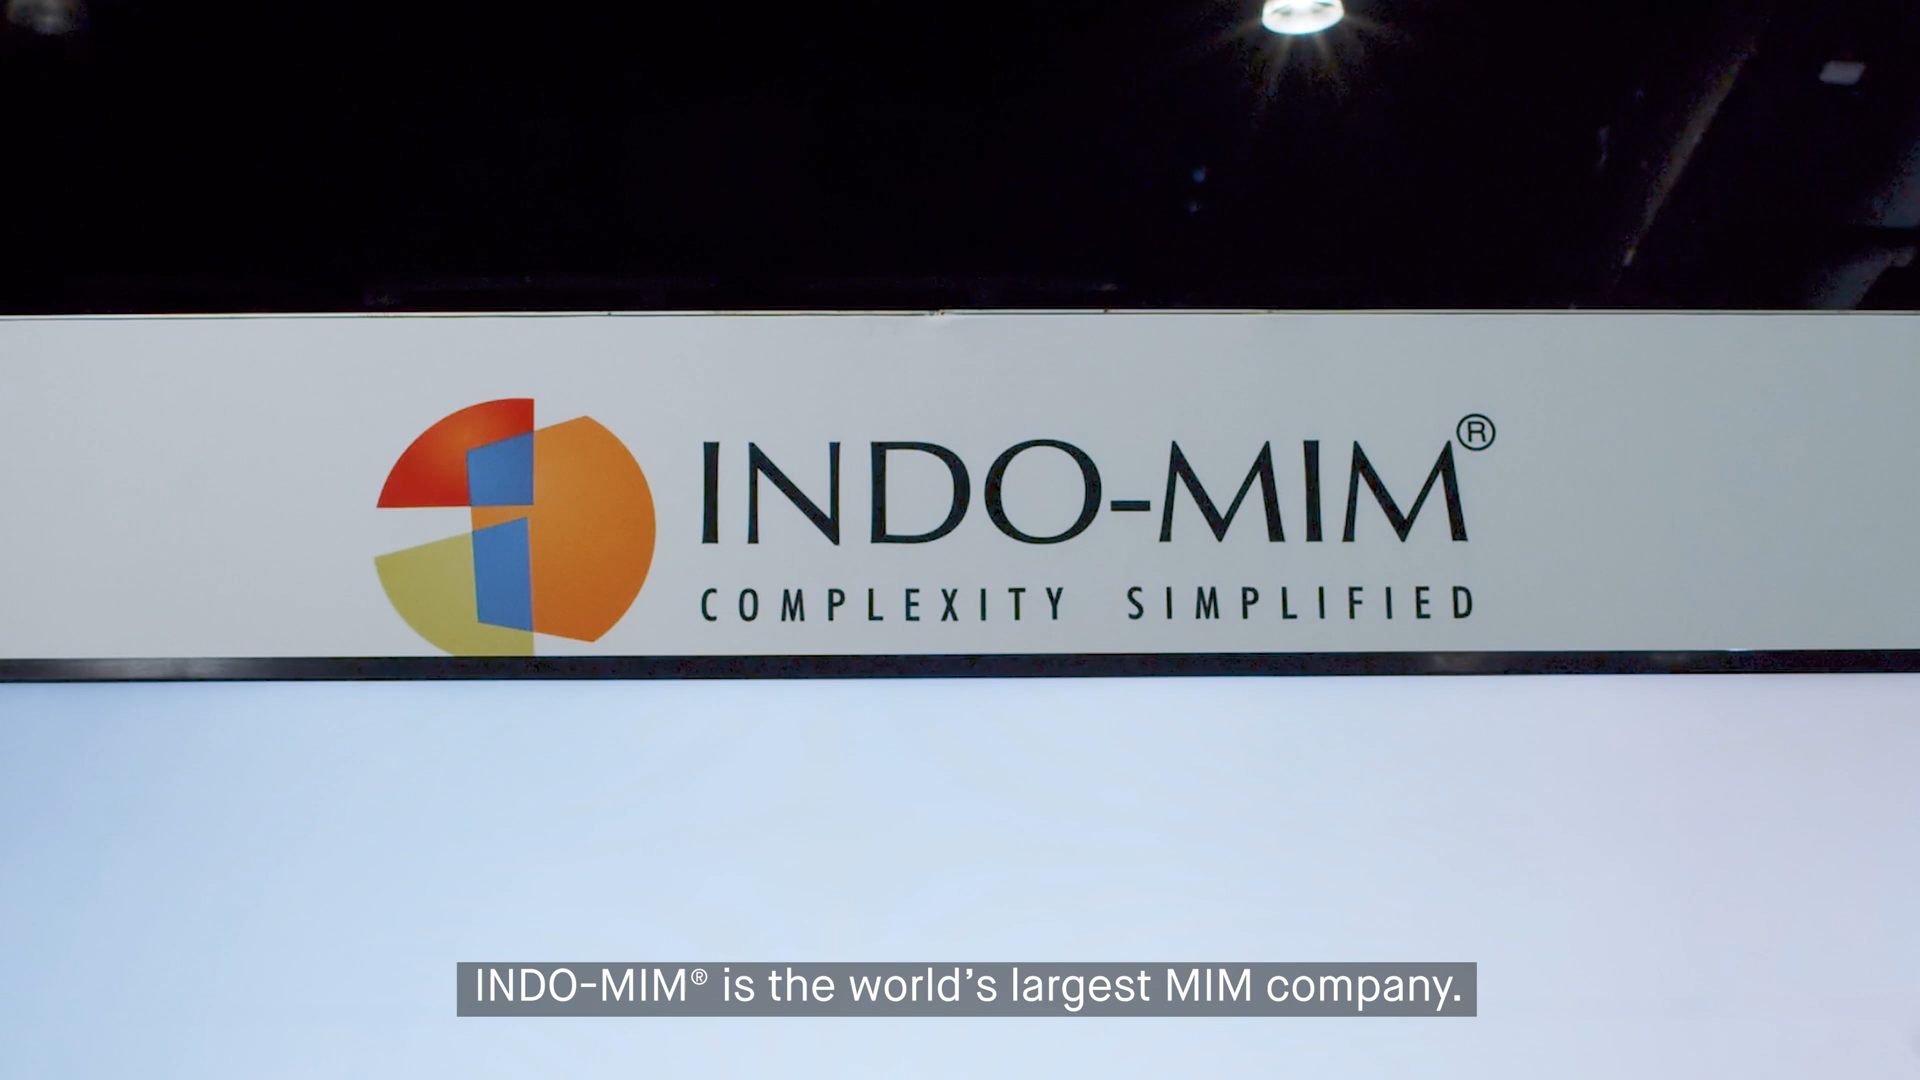 INDO-MIM®
COMPLEXITY SIMPLIFIED
INDO-MIM® is the world’s largest MIM company.